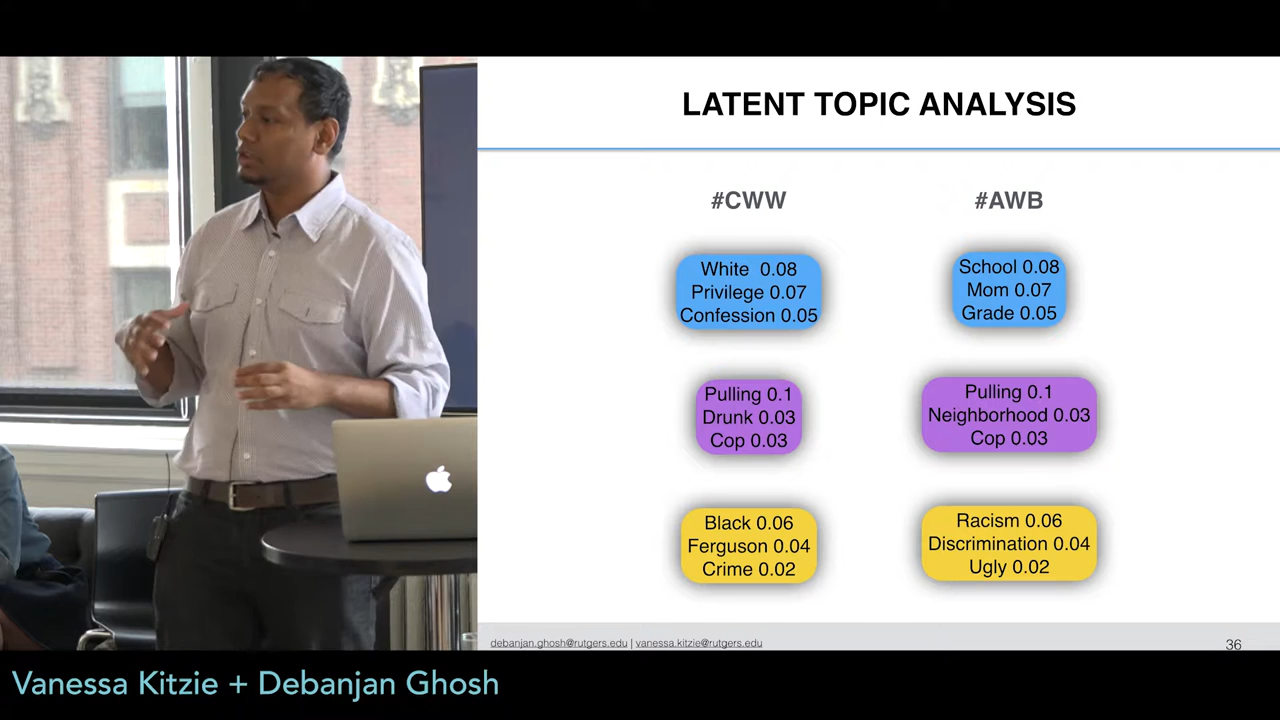 LATENT TOPIC ANALYSIS
#CWW
#AWB
White 0.08
Privilege 0.07
Confession 0.05
School 0.08
Mom 0.07
Grade 0.05
Pulling 0.1
Drunk 0.03
Cop 0.03
Pulling 0.1
Neighborhood 0.03
Cop 0.03
Black 0.06
Ferguson 0.04
Crime 0.02
Racism 0.06
Discrimination 0.04
Ugly 0.02
debanjan.ghosh@rutgers.edu | vanessa.kitzie@rutgers.edu
36
Vanessa Kitzie + Debanjan Ghosh